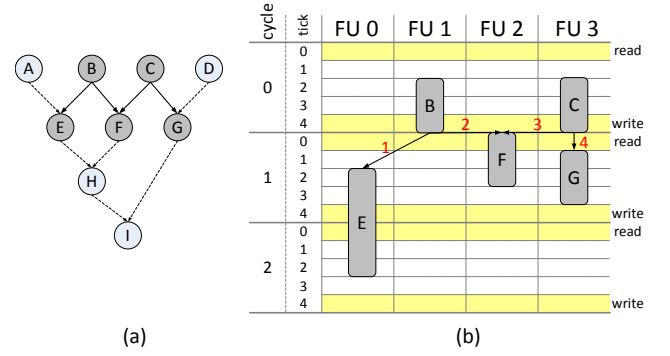 cycle tick FU 0 FU 1 FU 2 FU 3
A B C D
E F G
H
I
0 read
1
0 2
3 B C
4 2 3 write
0 1 4 read
1 F
1 2 G
3
4 E write
0 read
1
2 2
3
4 write
(a) (b)